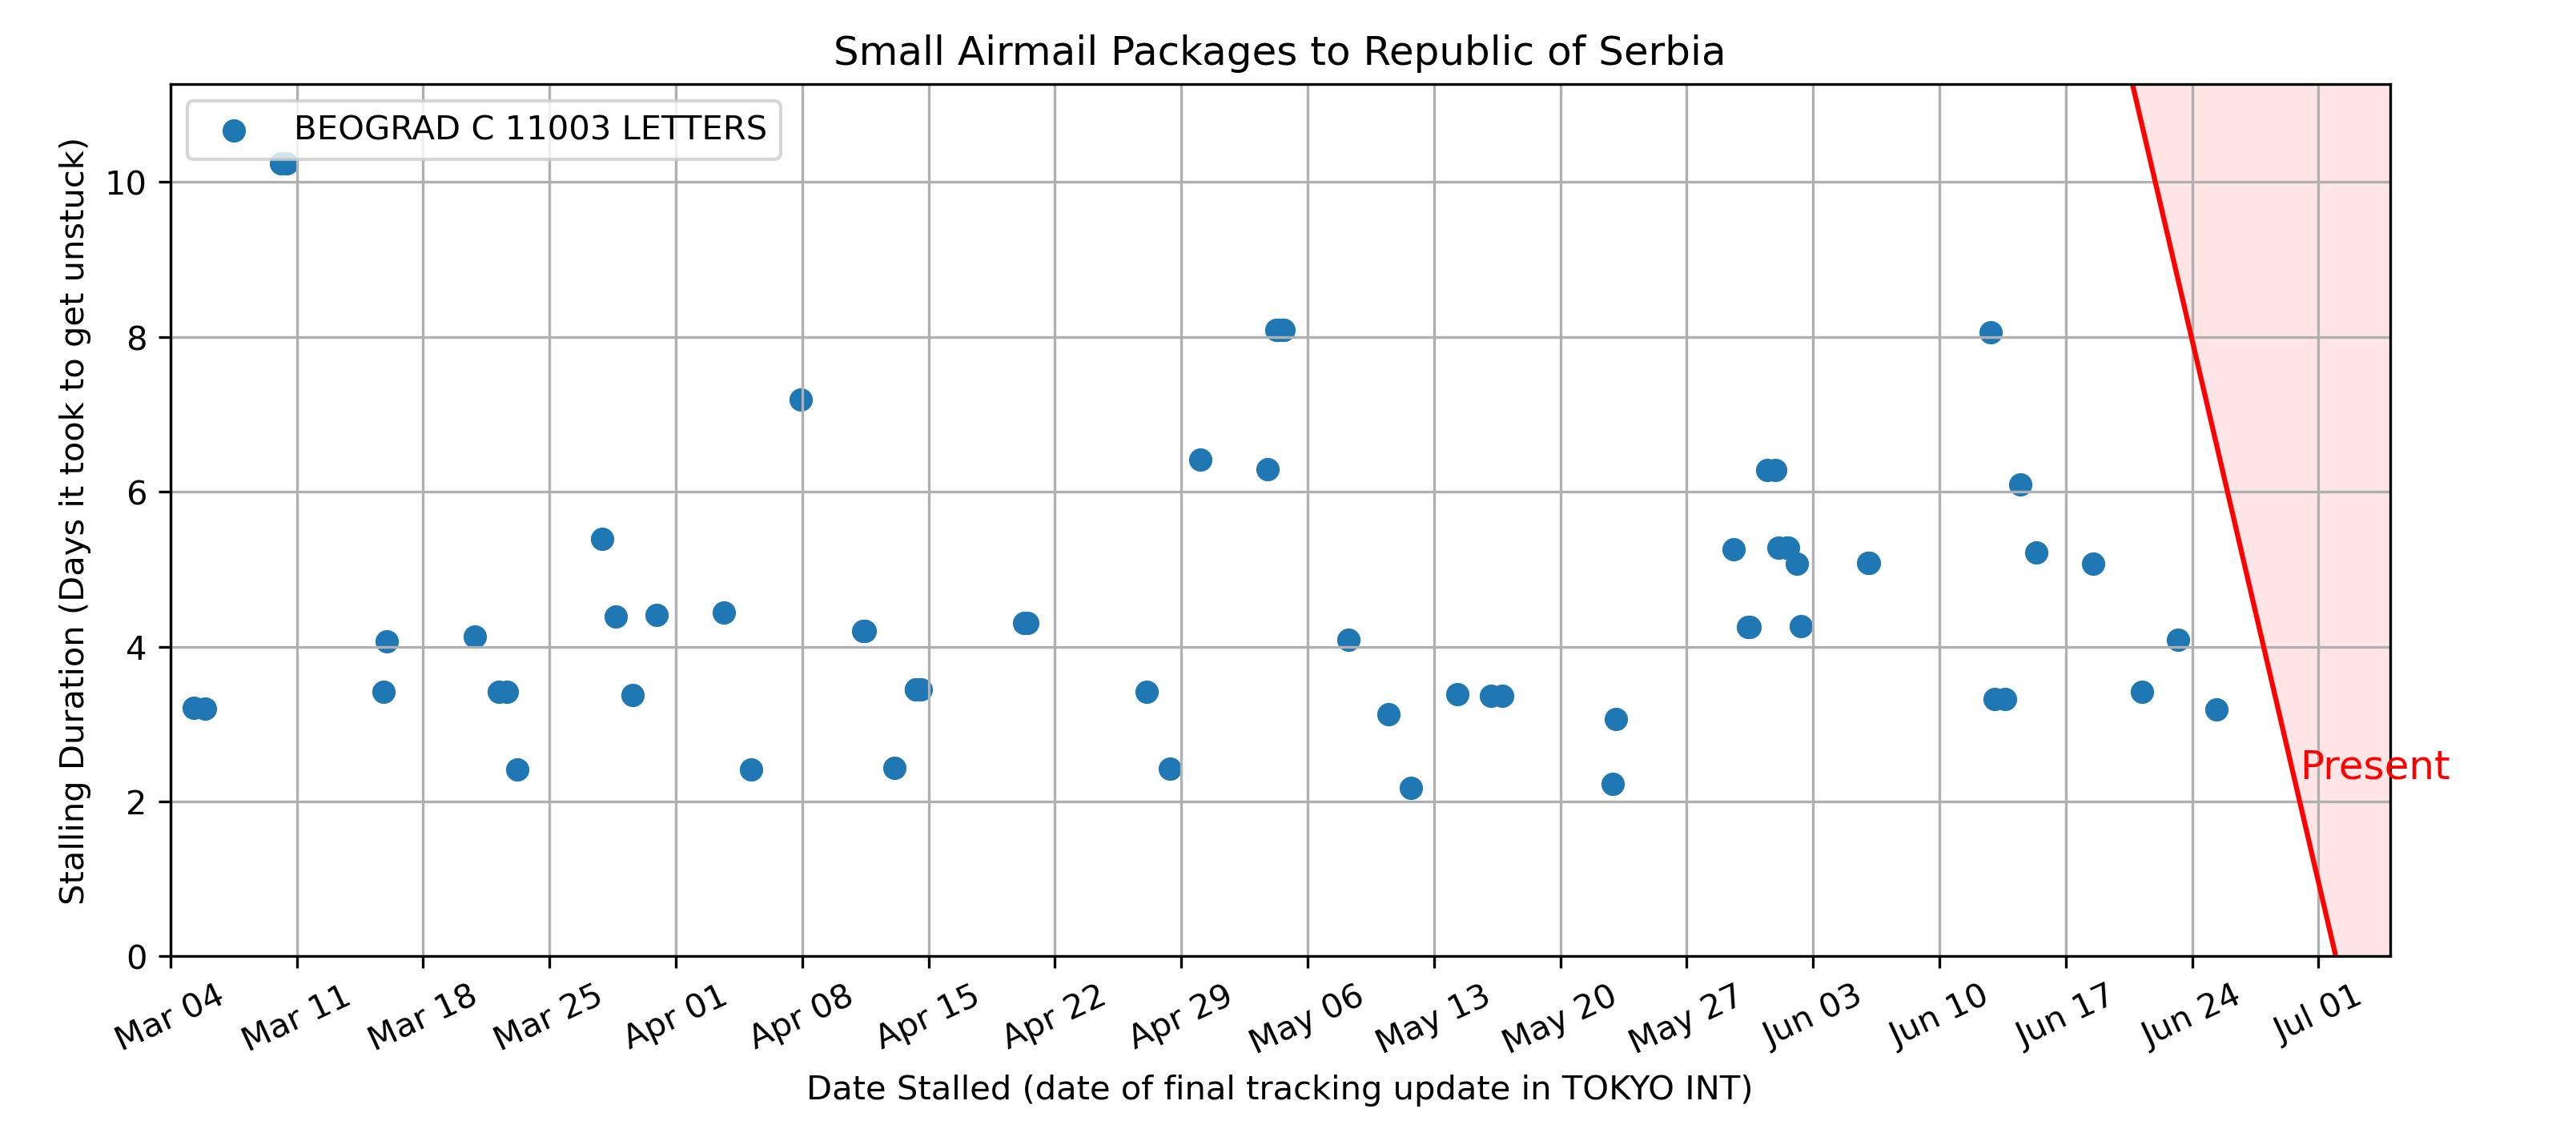 Small Airmail Packages to Republic of Serbia
BEOGRAD C 11003 LETTERS
Stalling Duration (Days it took to get unstuck)
10
8
6
4
2
0
Present
Mar 04
Mar 11
Mar 18
Mar 25
Apr 01
Apr 08
Apr 15
Apr 22
Apr 29
May 06
May 13
May 20
May 27
Jun 03
Jun 10
Jun 17
Jun 24
Jul 01
Date Stalled (date of final tracking update in TOKYO INT)